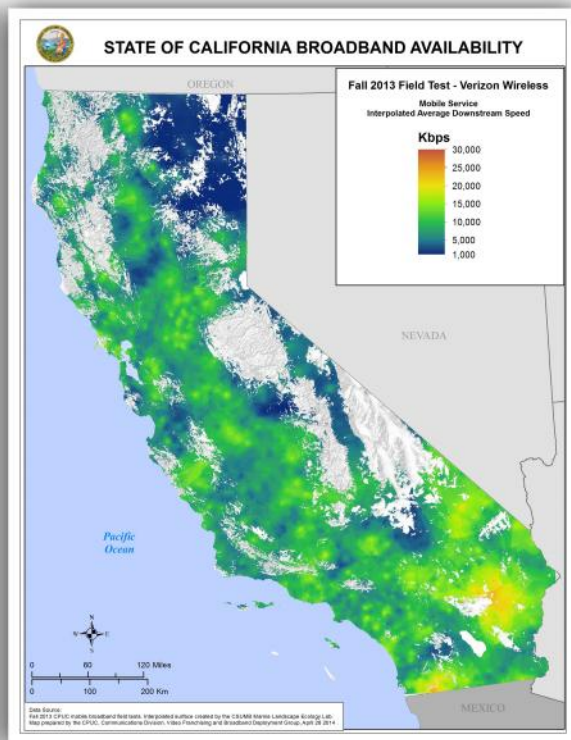 STATE OF CALIFORNIA BROADBAND AVAILABILITY
OREGON
Fall 2013 Field Test - Verizon Wireless
Mobile Service
Interpolated Average Downstream Speed
Kbps
30,000
25,000
20,000
15,000
10,000
5,000
1,000
NEVADA
Pacific
Ocean
N
W E
S
0 60 120 Miles
0 100 200 Km
MEXICO
Data Source:
Fall 2013 CPUC mobile broadband field tests. Interpolated surface created by the CSUMB Marine Landscape Ecology Lab.
Map prepared by the CPUC, Communications Division, Video Franchising and Broadband Deployment Group, April 28 2014.